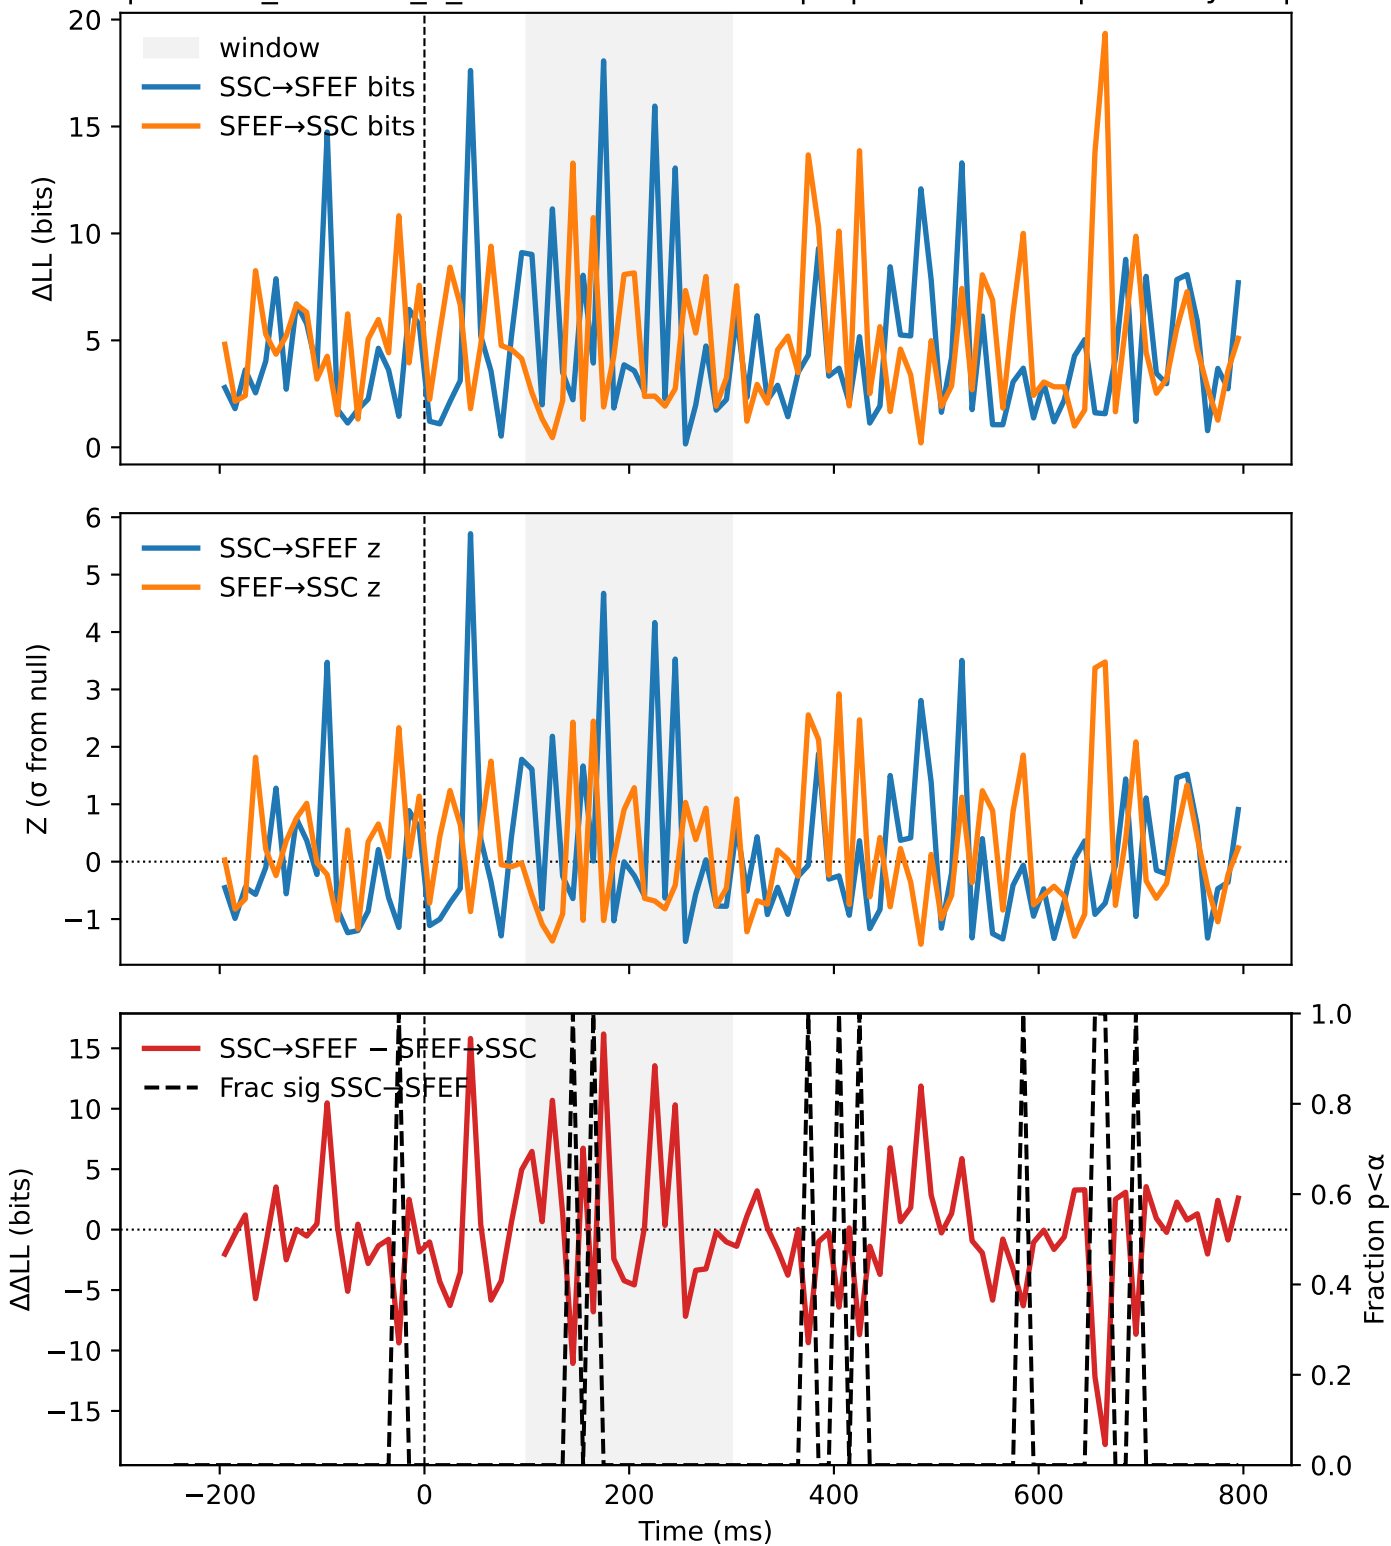 20
15
10
5
0
ΔLL (bits)
window
SSC→SFEF bits
SFEF→SSC bits
6
5
4
3
2
1
0
−1
Z (σ from null)
SSC→SFEF z
SFEF→SSC z
15
10
5
0
−5
−10
−15
ΔΔLL (bits)
SSC→SFEF − SFEF→SSC
Frac sig SSC→SFEF
1.0
0.8
0.6
0.4
0.2
0.0
Fraction p<α
−200 0 200 400 600 800
Time (ms)